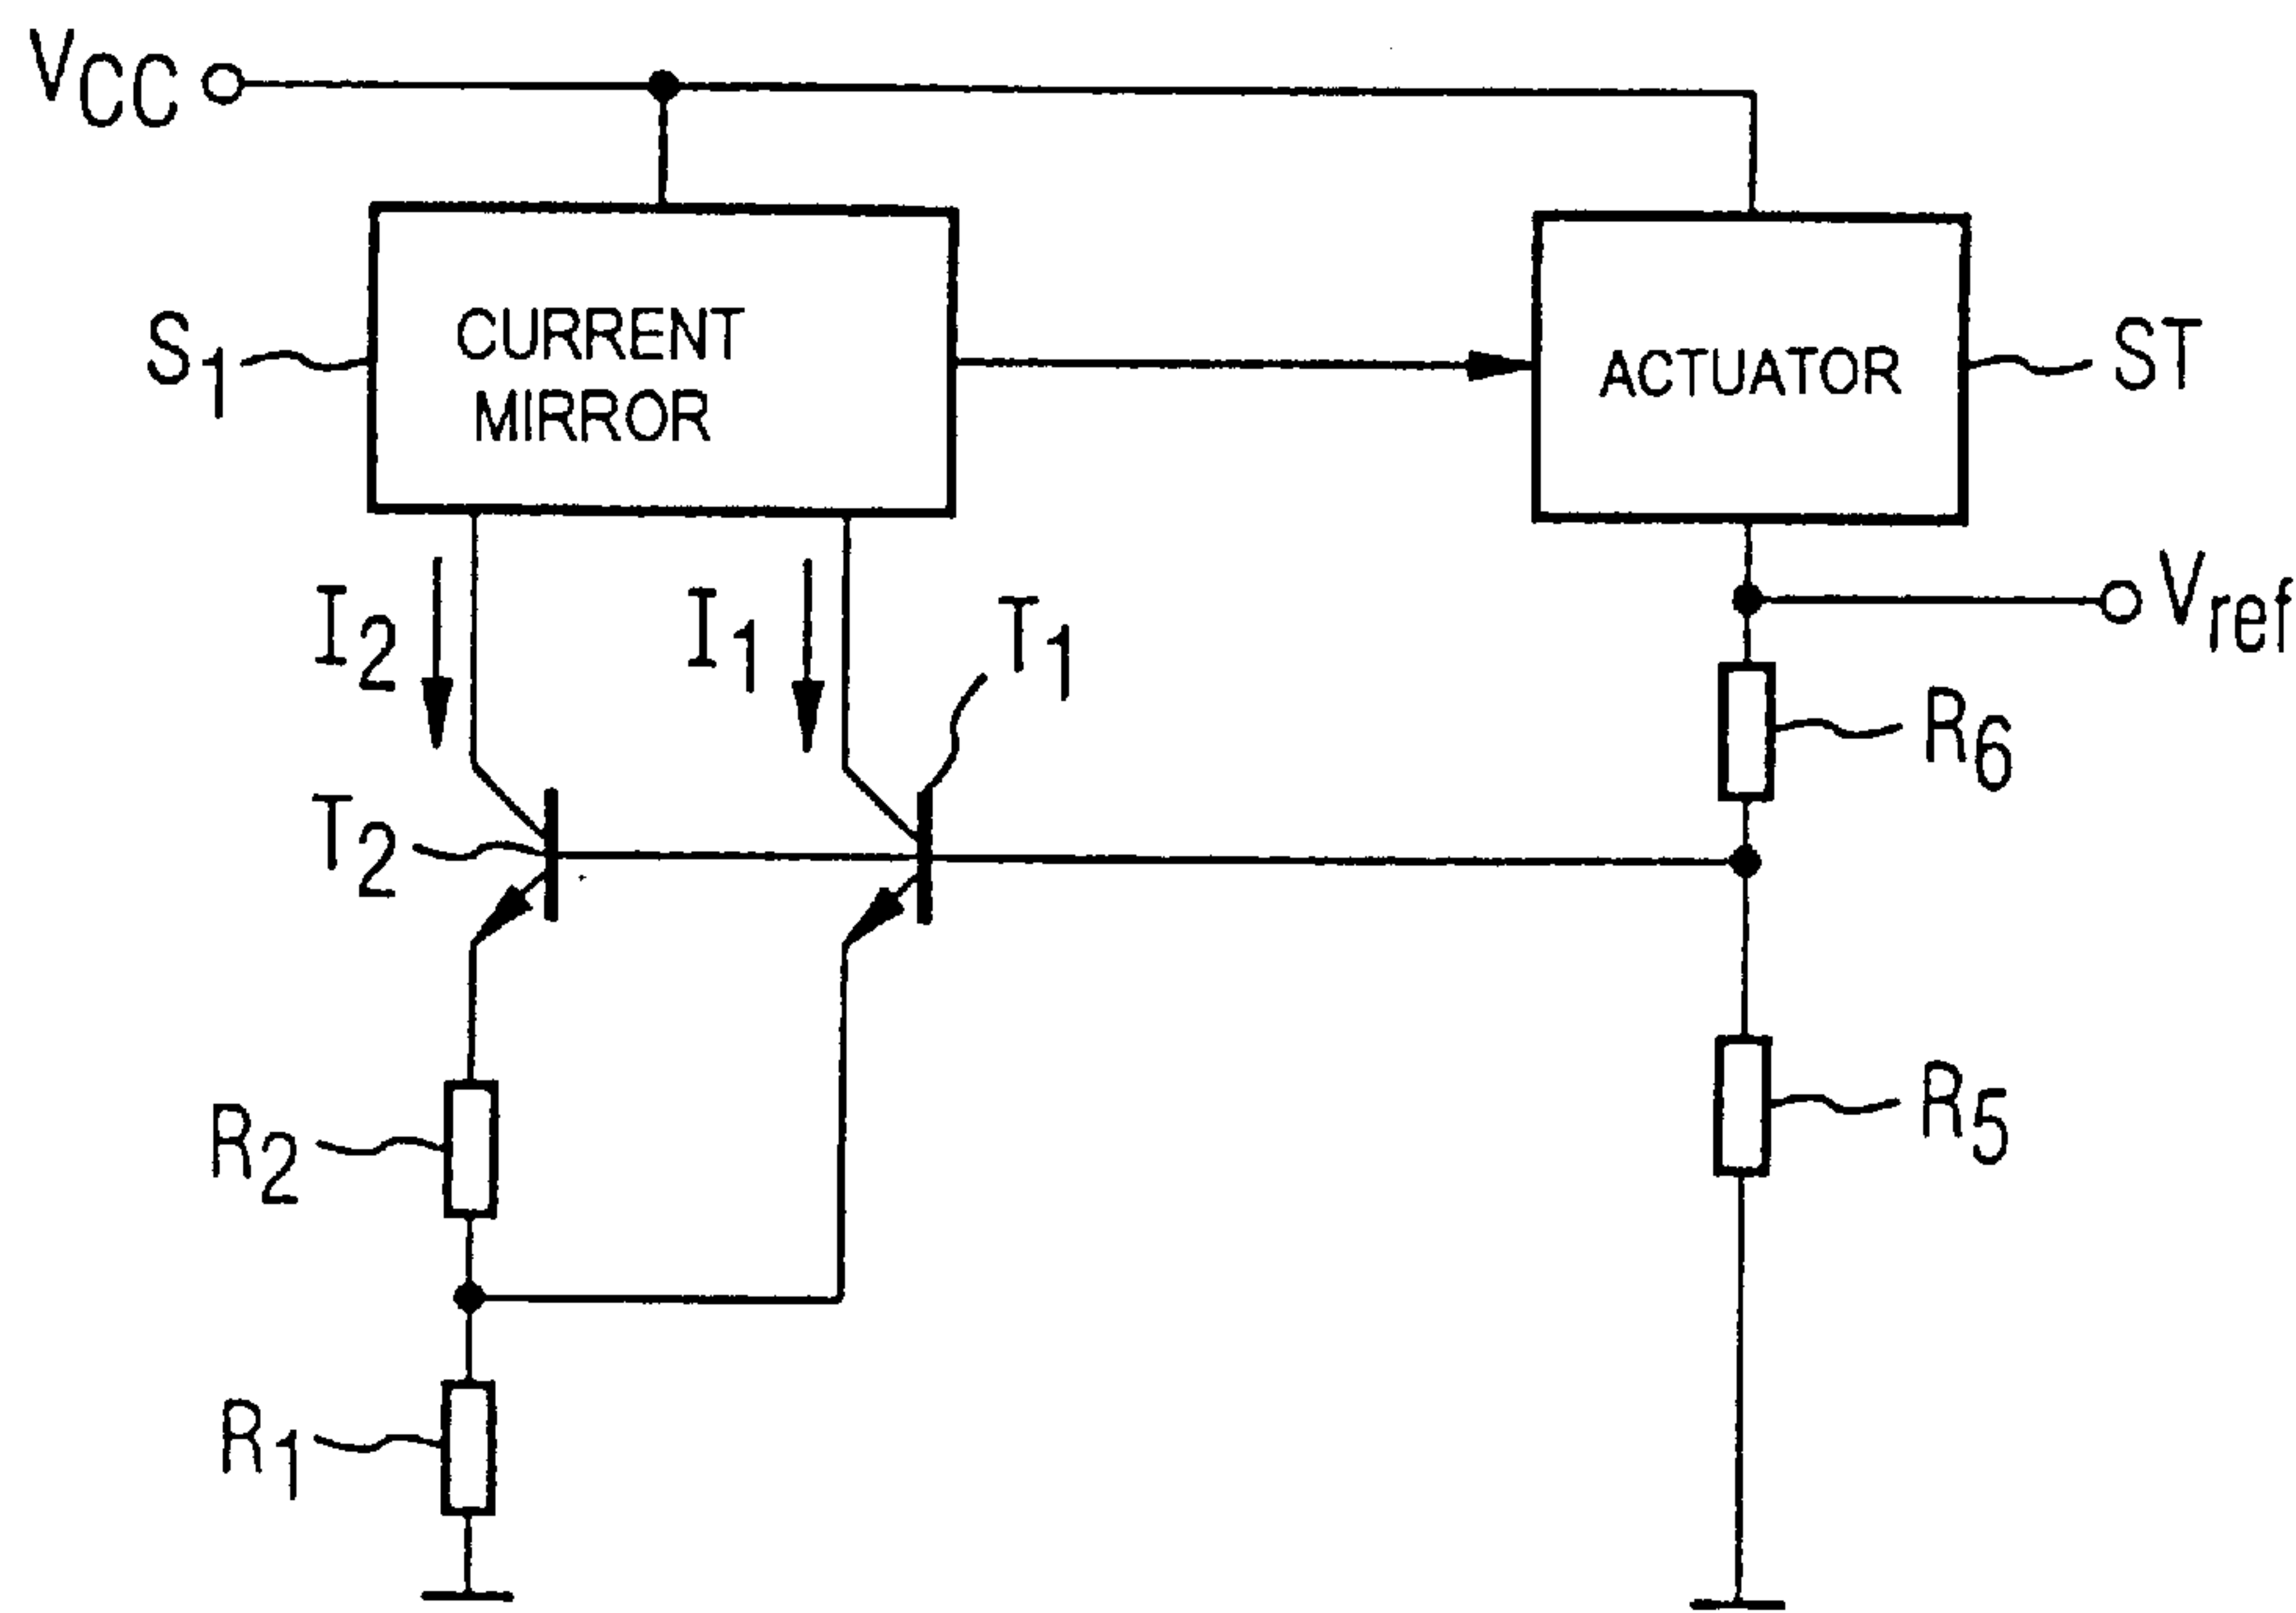 VCC
S1
CURRENT
MIRROR
ACTUATOR
ST
I2
I1
T1
Vref
R6
T2
R2
R5
R1